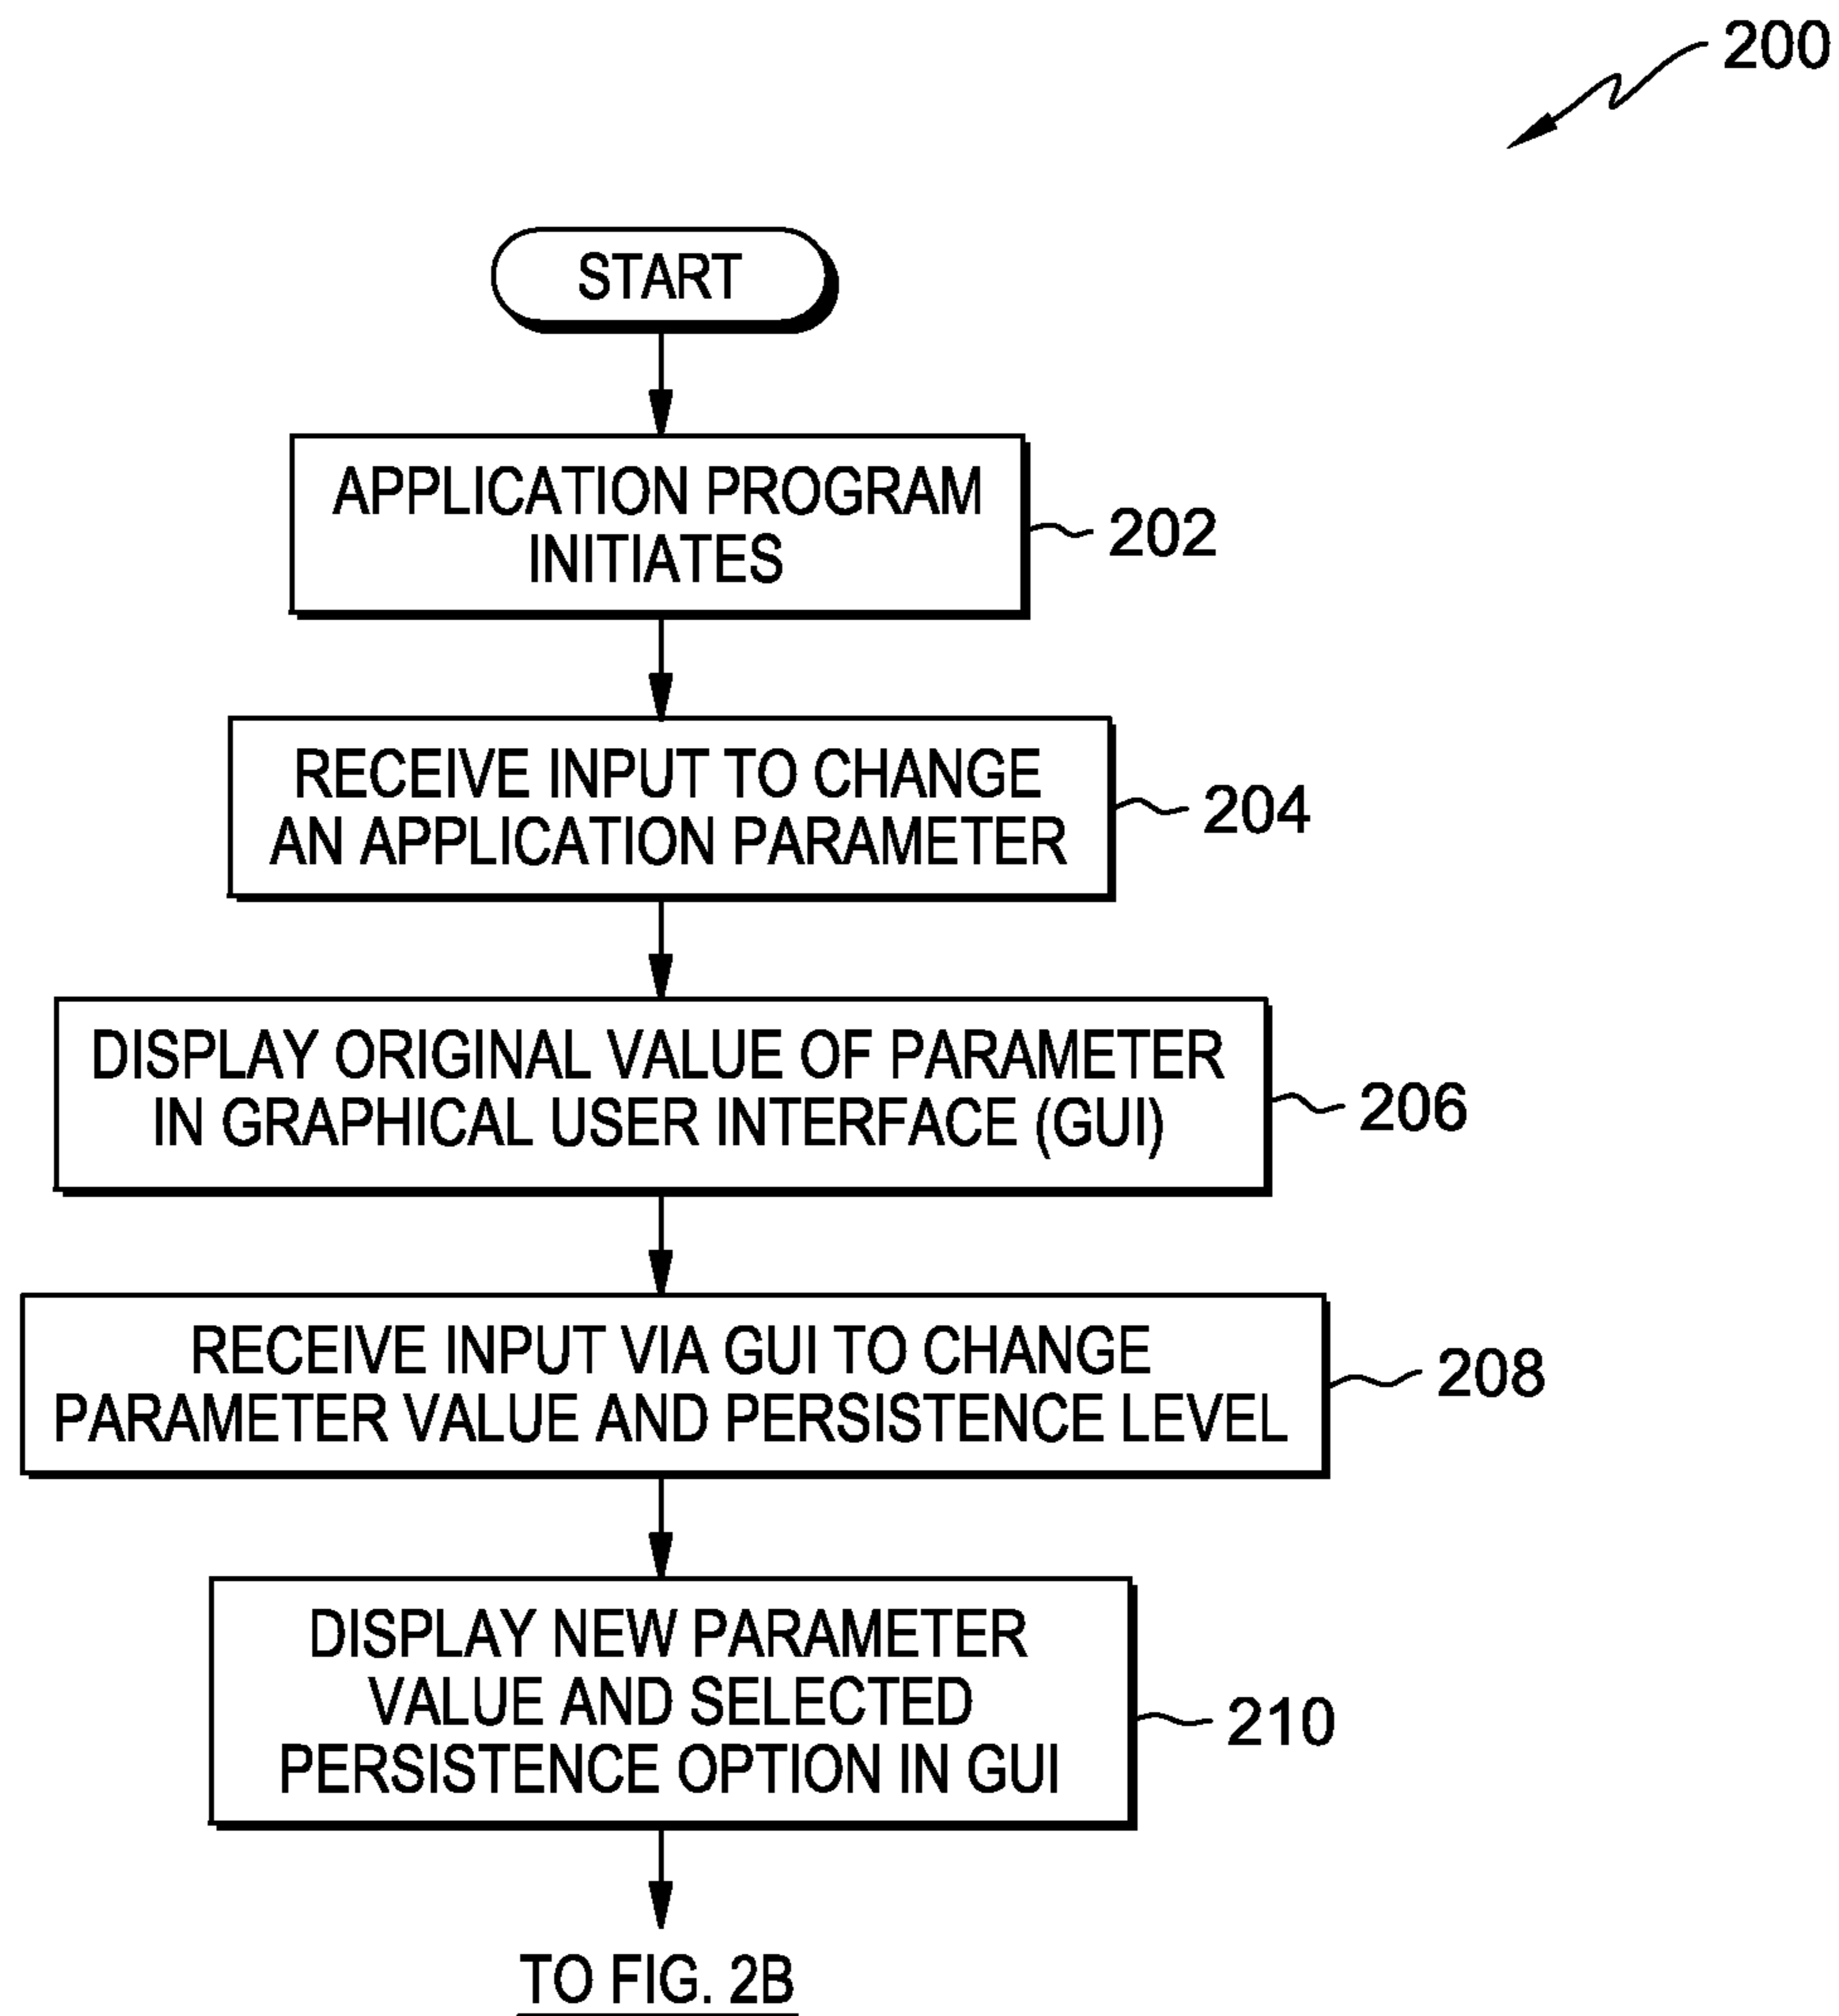 200
START
APPLICATION PROGRAM
INITIATES
202
RECEIVE INPUT TO CHANGE
AN APPLICATION PARAMETER
204
DISPLAY ORIGINAL VALUE OF PARAMETER
IN GRAPHICAL USER INTERFACE (GUI)
206
RECEIVE INPUT VIA GUI TO CHANGE
PARAMETER VALUE AND PERSISTENCE LEVEL
208
DISPLAY NEW PARAMETER
VALUE AND SELECTED
PERSISTENCE OPTION IN GUI
210
TO FIG. 2B